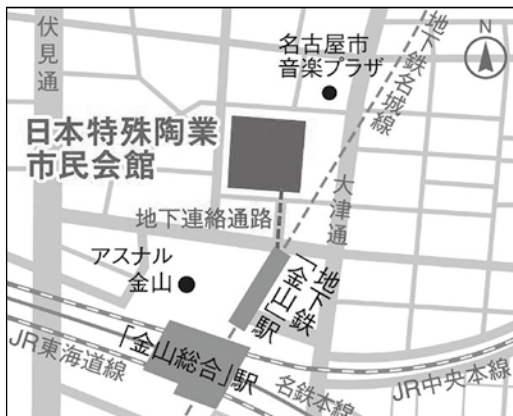 伏見通
名古屋市
音楽プラザ
N
地下鉄名城線
日本特殊陶業
市民会館
大津通
地下連絡通路
アスナル
金山
地下鉄
「金山」駅
「金山総合」駅
JR東海道線
名鉄本線
JR中央本線